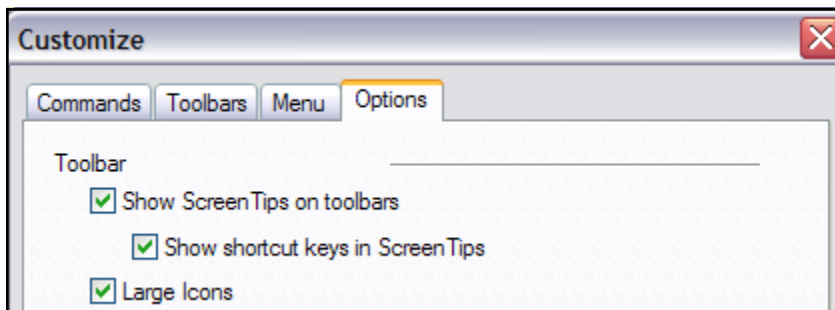 Customize
Commands Toolbars Menu Options
Toolbar
Show ScreenTips on toolbars
Show shortcut keys in ScreenTips
Large Icons